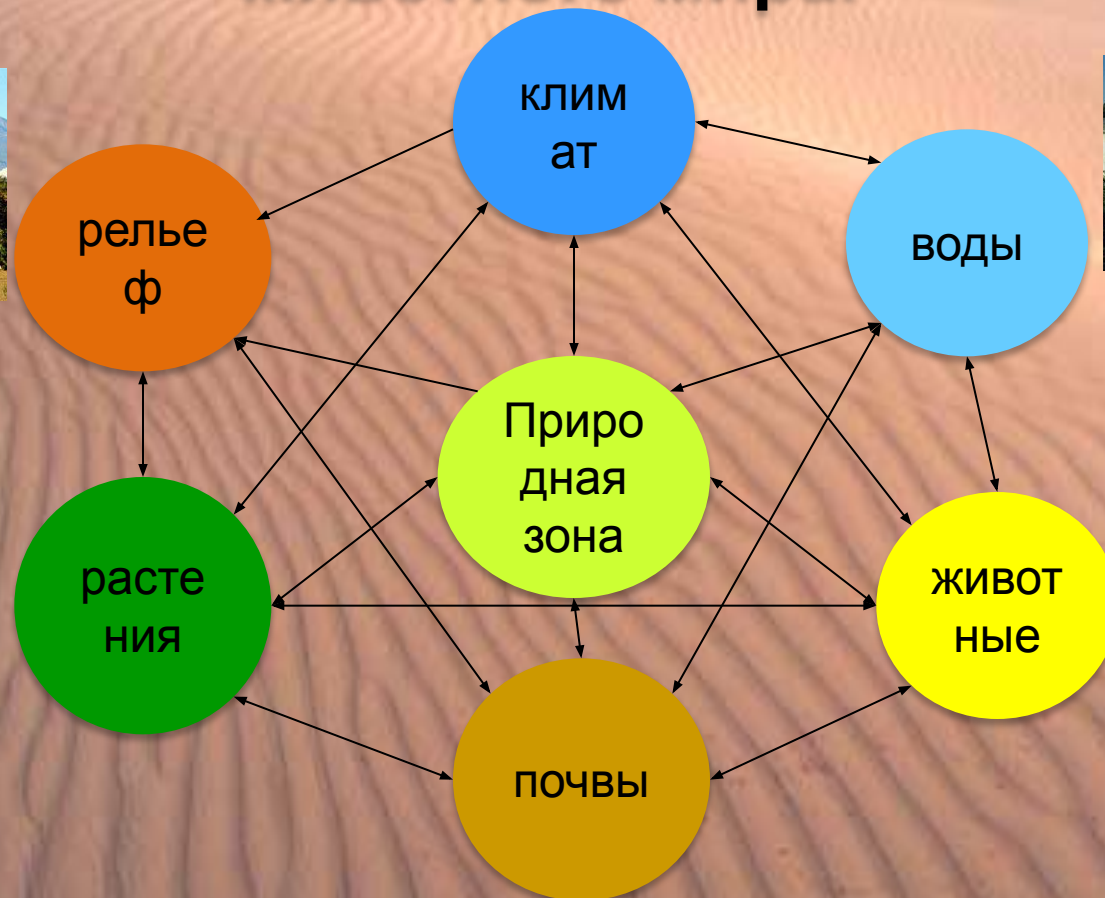 клим
ат
релье
ф
воды
Приро
дная
зона
расте
ния
живот
ные
почвы